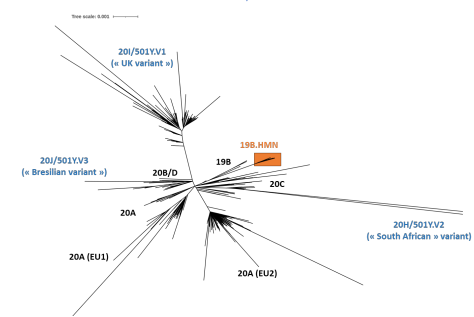 Tree scale: 0.001
20I/501Y.V1
(« UK variant »)
19B.HMN
20J/501Y.V3
(« Bresilian variant »)
20B/D
19B
20C
20A
20H/501Y.V2
(« South African » variant)
20A (EU1)
20A (EU2)